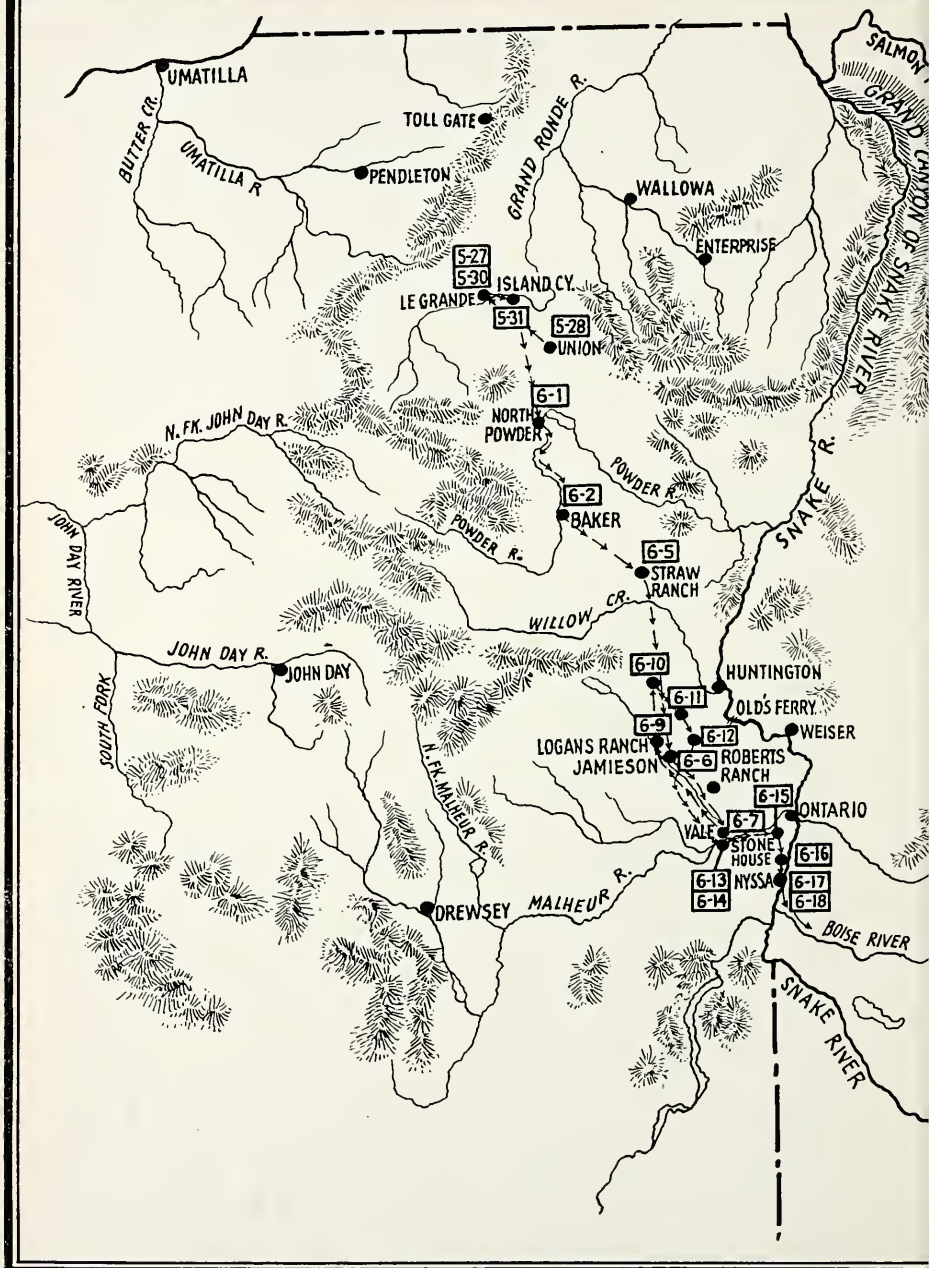 SALMON
GRAND CANYON OF SNAKE RIVER
UMATILLA
BUTTER CR.
UMATILLA R
TOLL GATE
PENDLETON
GRAND RONDE R.
WALLOWA
ENTERPRISE
5-27
5-30
ISLAND CY.
LE GRANDE
5-31
5-28
UNION
6-1
NORTH
POWDER
N. FK. JOHN DAY R.
POWDER R.
6-2
BAKER
POWDER R.
SNAKE R.
JOHN DAY RIVER
6-5
STRAW
RANCH
WILLOW CR.
JOHN DAY R.
JOHN DAY
SOUTH FORK
6-10
HUNTINGTON
6-11
OLD'S FERRY
WEISER
6-9
6-12
LOGANS RANCH
JAMIESON
6-6
ROBERTS
RANCH
N. FK. MALHEUR R.
6-15
ONTARIO
VALE
6-7
STONE
HOUSE
6-16
6-13
6-14
NYSSA
6-17
6-18
DREWSEY
MALHEUR R.
BOISE RIVER
SNAKE RIVER